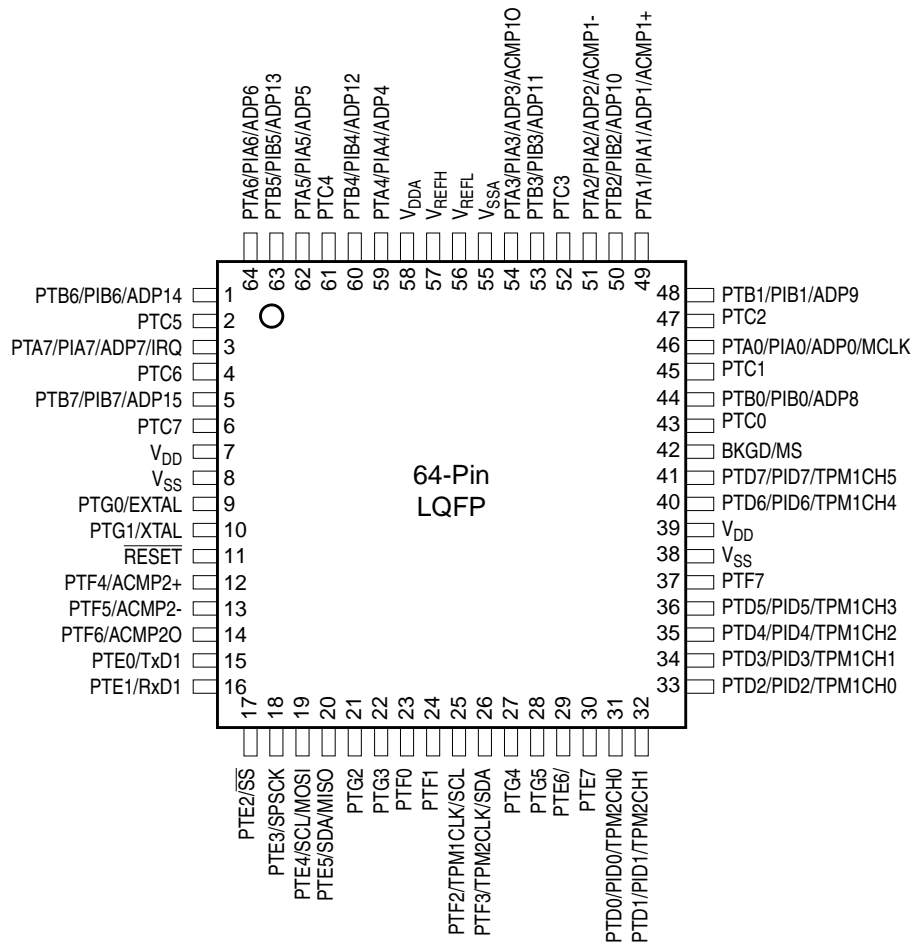 PTA6/PIA6/ADP6
PTB5/PIB5/ADP13
PTA5/PIA5/ADP5
PTC4
PTB4/PIB4/ADP12
PTA4/PIA4/ADP4
VDDA
VREFH
VREFL
VSSA
PTA3/PIA3/ADP3/ACMP1O
PTB3/PIB3/ADP11
PTC3
PTA2/PIA2/ADP2/ACMP1-
PTB2/PIB2/ADP10
PTA1/PIA1/ADP1/ACMP1+
64 63 62 61 60 59 58 57 56 55 54 53 52 51 50 49
PTB6/PIB6/ADP14 1
PTC5 2
PTA7/PIA7/ADP7/IRQ 3
PTC6 4
PTB7/PIB7/ADP15 5
PTC7 6
VDD 7
VSS 8
PTG0/EXTAL 9
PTG1/XTAL 10
RESET 11
PTF4/ACMP2+ 12
PTF5/ACMP2- 13
PTF6/ACMP2O 14
PTE0/TxD1 15
PTE1/RxD1 16
64-Pin
LQFP
48 PTB1/PIB1/ADP9
47 PTC2
46 PTA0/PIA0/ADP0/MCLK
45 PTC1
44 PTB0/PIB0/ADP8
43 PTC0
42 BKGD/MS
41 PTD7/PID7/TPM1CH5
40 PTD6/PID6/TPM1CH4
39 VDD
38 VSS
37 PTF7
36 PTD5/PID5/TPM1CH3
35 PTD4/PID4/TPM1CH2
34 PTD3/PID3/TPM1CH1
33 PTD2/PID2/TPM1CH0
17 18 19 20 21 22 23 24 25 26 27 28 29 30 31 32
PTE2/SS
PTE3/SPSCK
PTE4/SCL/MOSI
PTE5/SDA/MISO
PTG2
PTG3
PTF0
PTF1
PTF2/TPM1CLK/SCL
PTF3/TPM2CLK/SDA
PTG4
PTG5
PTE6/
PTE7
PTD0/PID0/TPM2CH0
PTD1/PID1/TPM2CH1